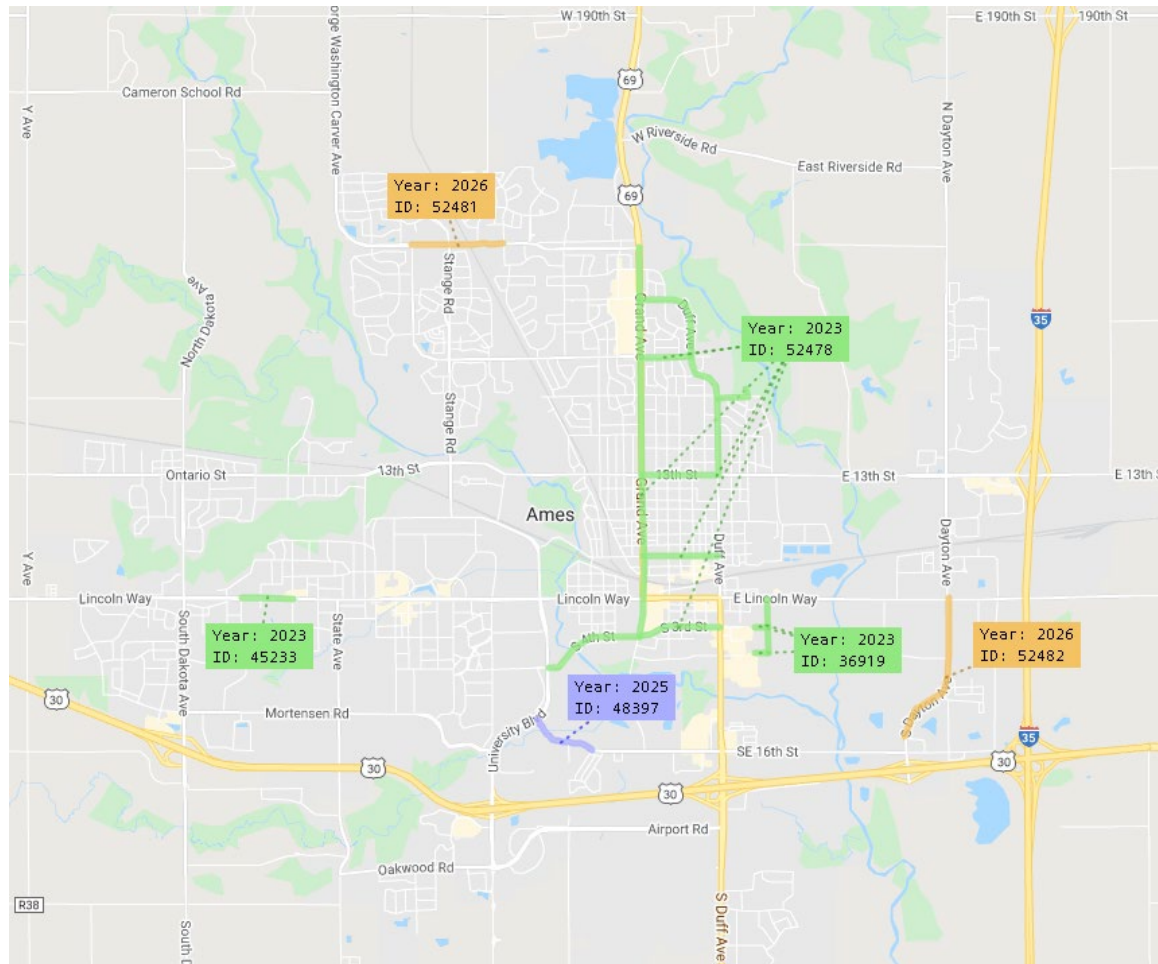 W 190th St
E 190th St
190th St
69
Cameron School Rd
Y Ave
orge Washington Carver Ave
N Dayton Ave
W Riverside Rd
East Riverside Rd
Year: 2026
ID: 52481
69
Stange Rd
North Dakota Ave
Grand Ave
Duff Ave
Year: 2023
ID: 52478
35
Stange Rd
Ontario St
13th St
13th St
E 13th St
E 13th S
Ames
Grand Ave
Duff Ave
Dayton Ave
Y Ave
Lincoln Way
Lincoln Way
E Lincoln Way
South Dakota Ave
State Ave
Year: 2023
ID: 45233
S 4th St
S 3rd St
Year: 2023
ID: 36919
Year: 2026
ID: 52482
Year: 2025
ID: 48397
30
Mortensen Rd
University Blvd
S Dayton Ave
35
SE 16th St
30
30
30
Airport Rd
Oakwood Rd
R38
S Duff Ave
South D